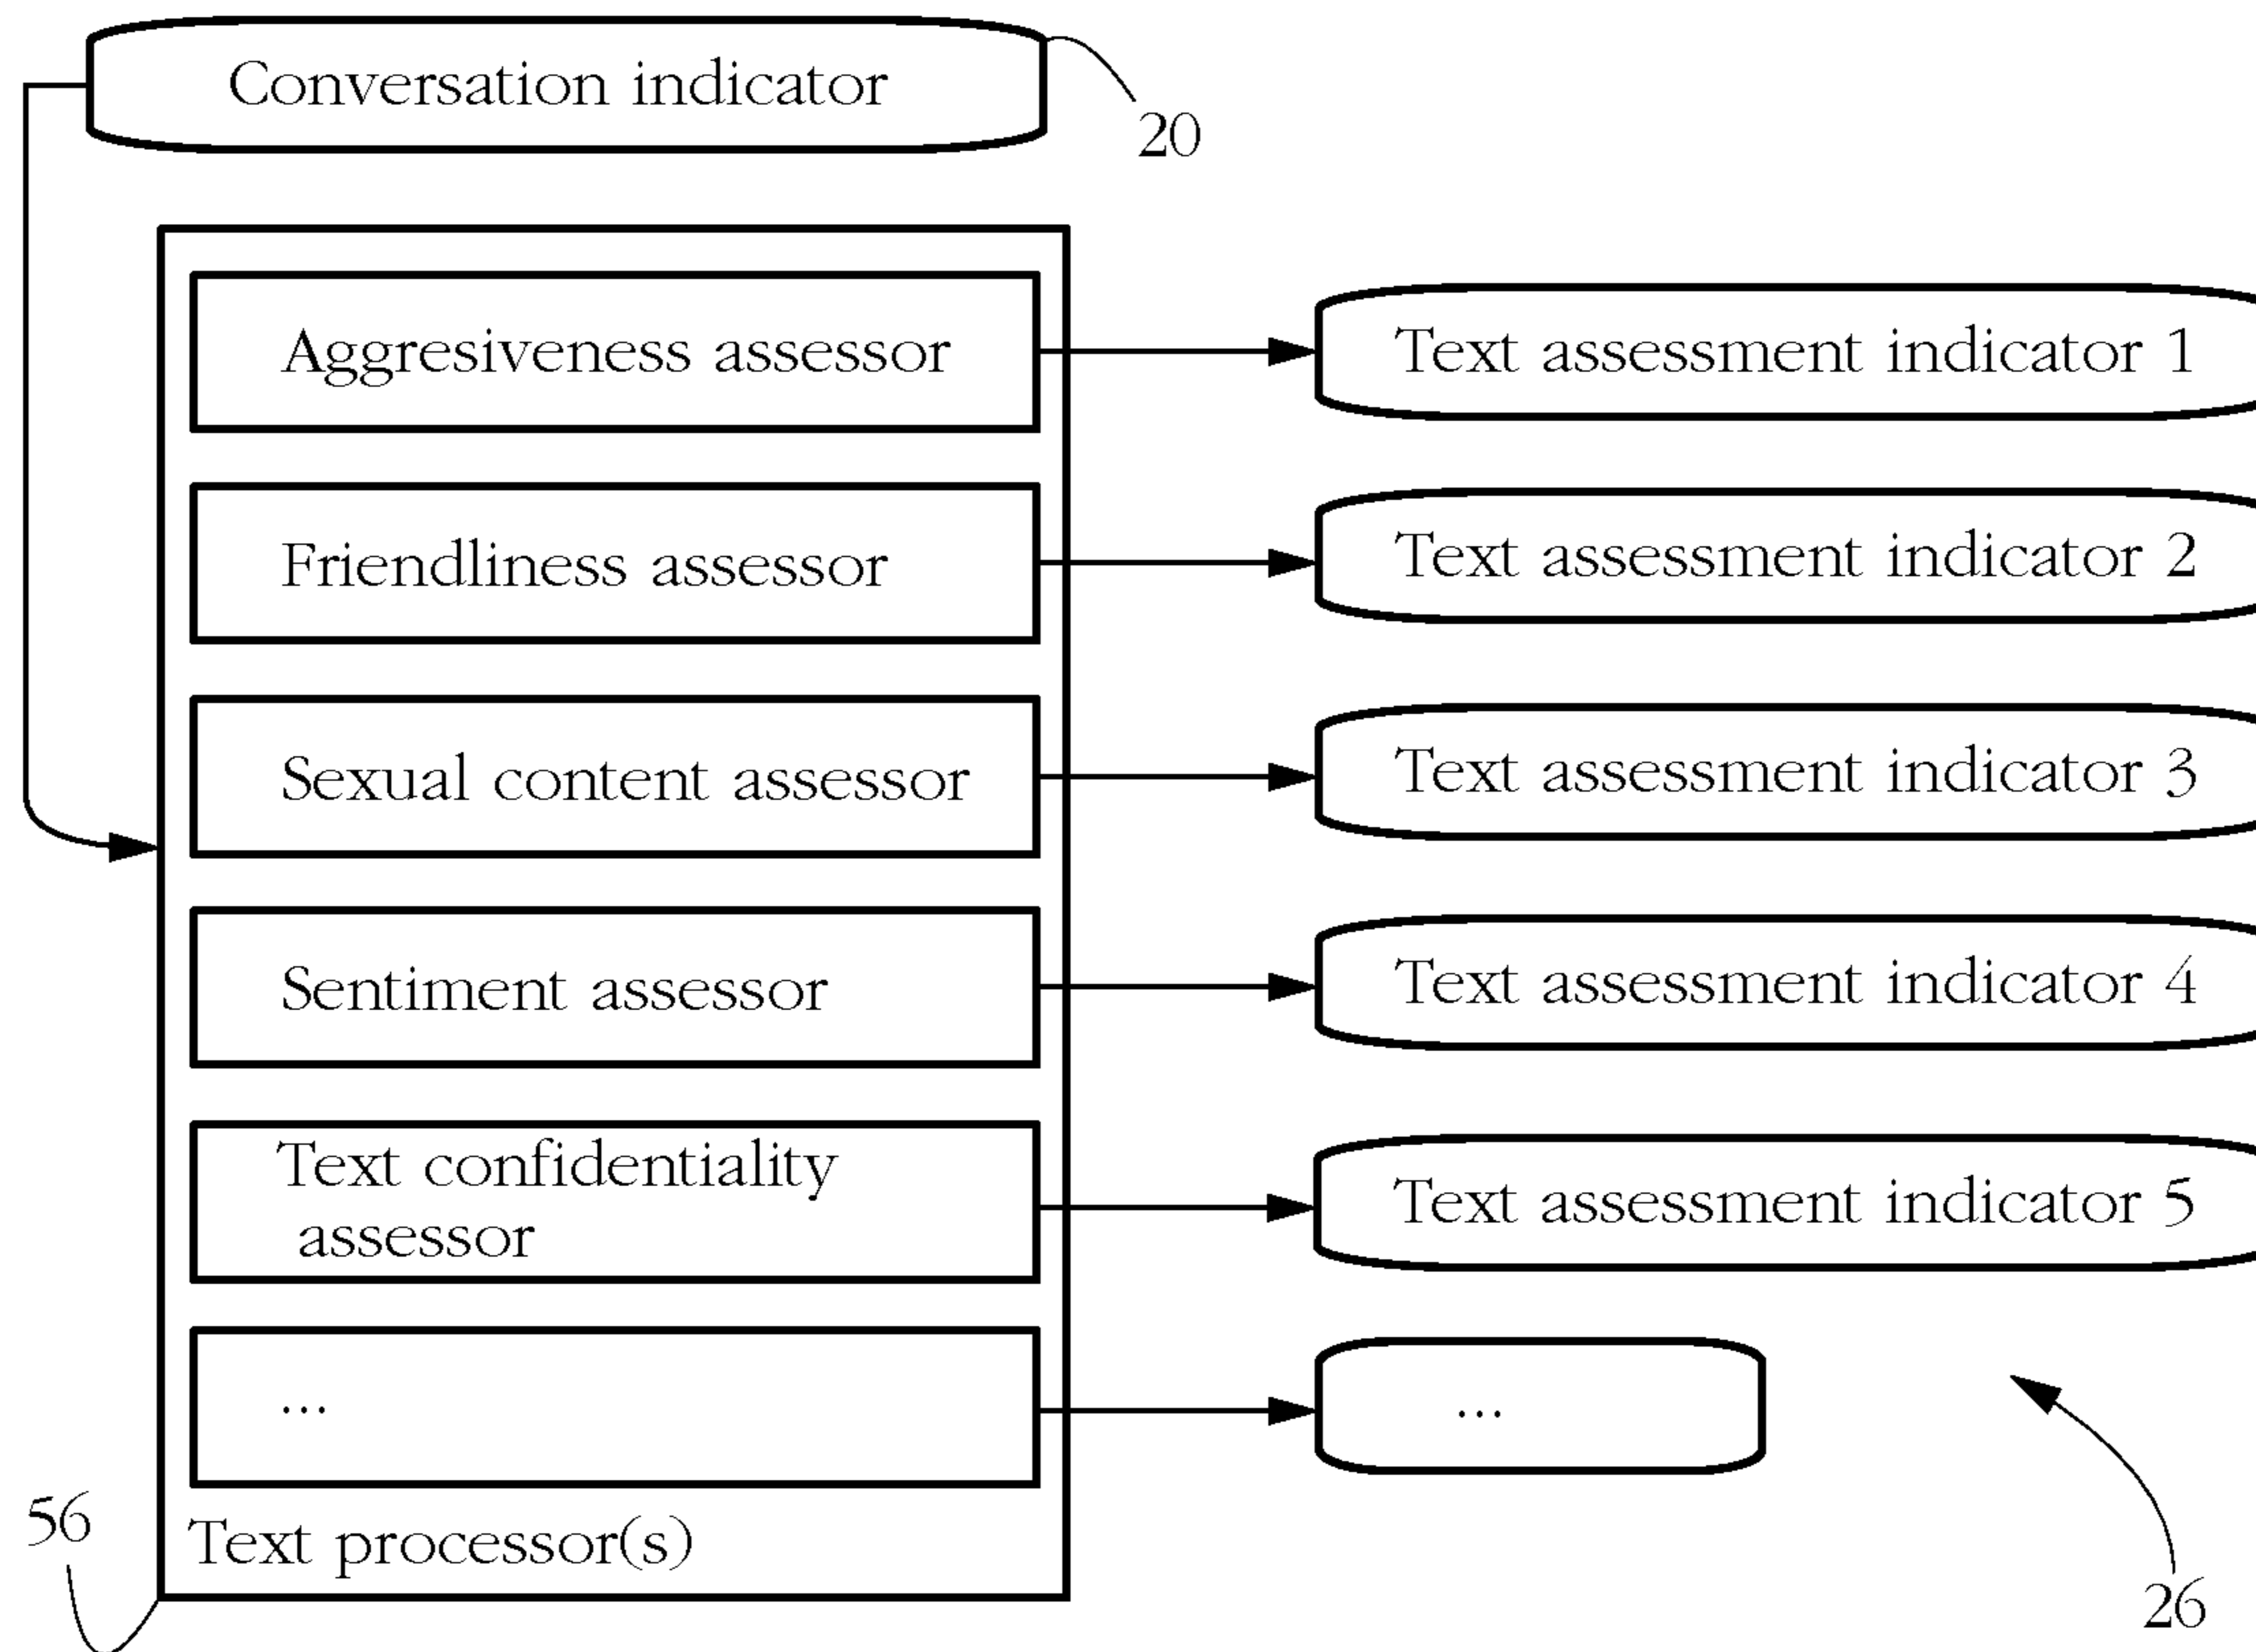 Conversation indicator
20
Aggresiveness assessor
Text assessment indicator 1
Friendliness assessor
Text assessment indicator 2
Sexual content assessor
Text assessment indicator 3
Sentiment assessor
Text assessment indicator 4
Text confidentiality
assessor
Text assessment indicator 5
...
...
56
Text processor(s)
26